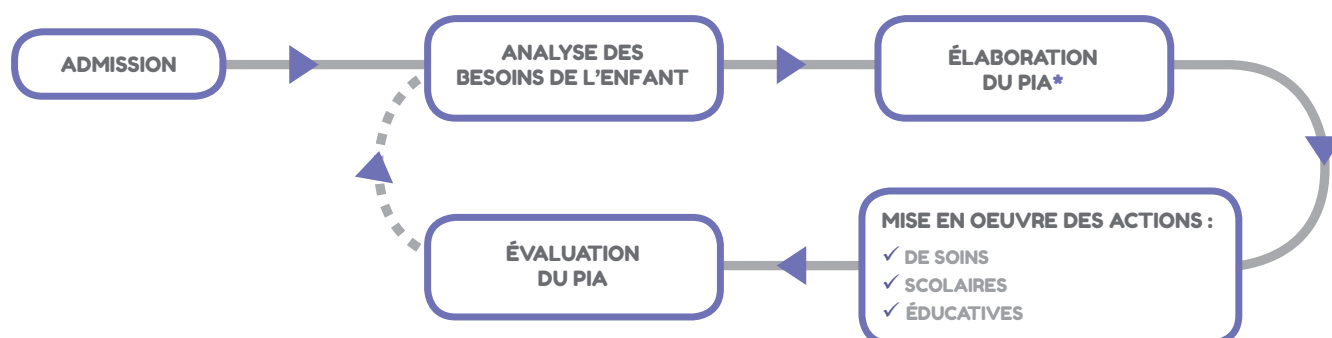 ADMISSION
ANALYSE DES
BESOINS DE L'ENFANT
ÉLABORATION
DU PIA*
MISE EN OEUVRE DES ACTIONS :
✓ DE SOINS
✓ SCOLAIRES
✓ ÉDUCATIVES
ÉVALUATION
DU PIA